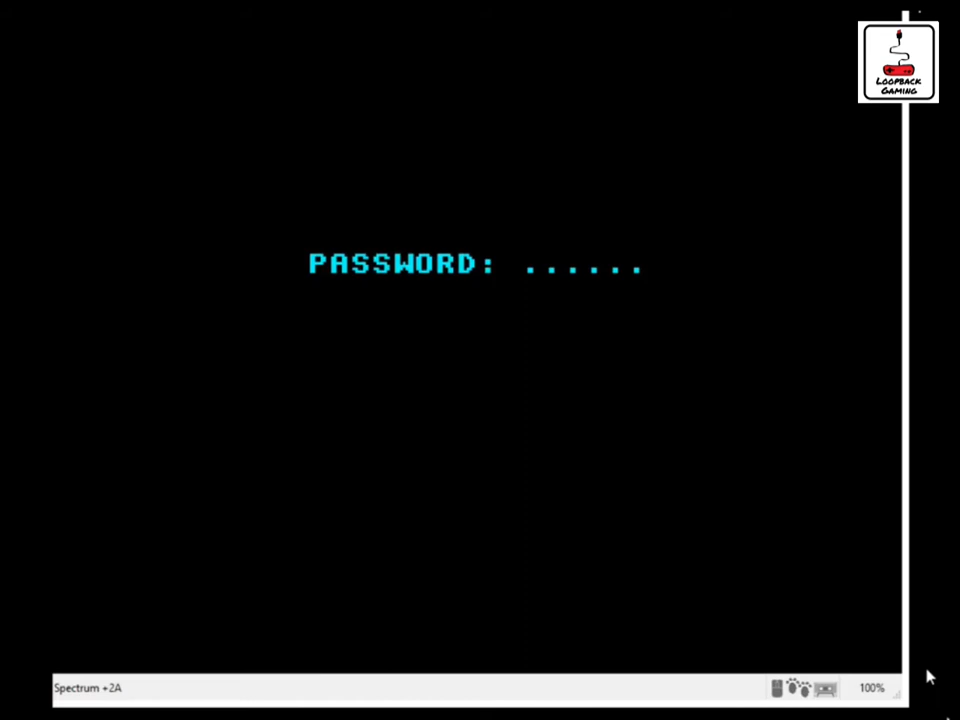 LOOPBACK
GAMING
PASSWORD: ......
Spectrum +2A
100%